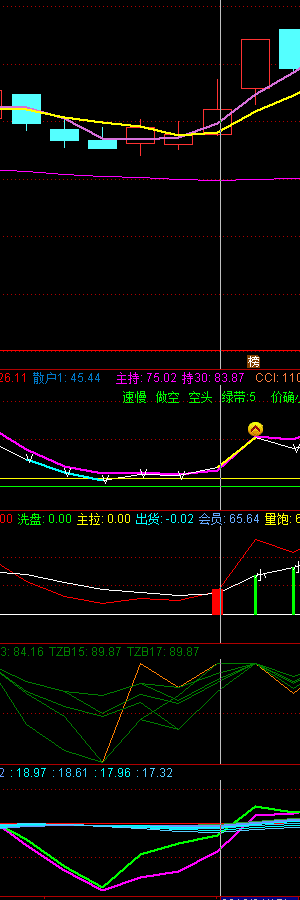 榜
26.11 散户1: 45.44 主持: 75.02 持30: 83.87 CCI: 110
速慢 做空 空头 绿带:5 价确小
00 洗盘: 0.00 主拉: 0.00 出货: -0.02 会员: 65.64 量饱: 6
3: 84.16 TZB15: 89.87 TZB17: 89.87
2 : 18.97 : 18.61 : 17.96 : 17.32